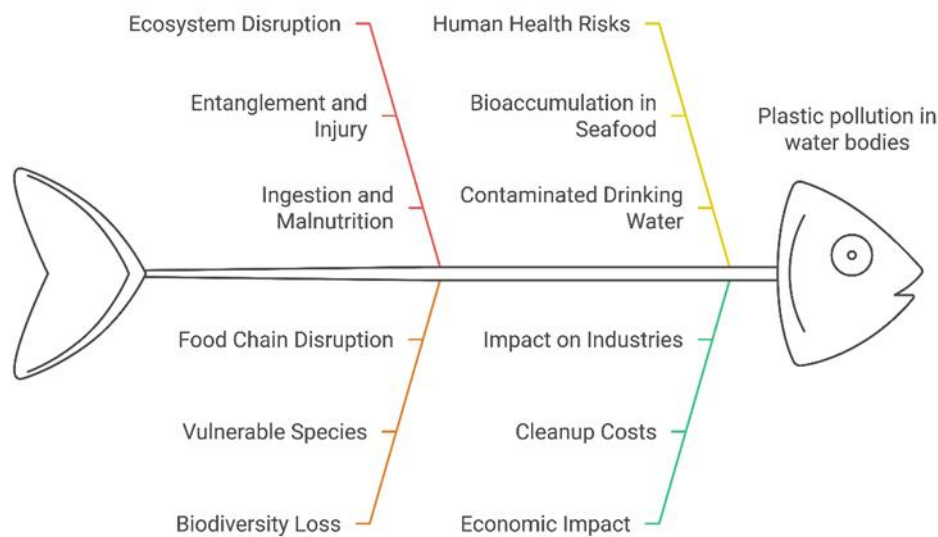 Ecosystem Disruption
Entanglement and
Injury
Ingestion and
Malnutrition
Human Health Risks
Bioaccumulation in
Seafood
Contaminated Drinking
Water
Plastic pollution in
water bodies
Food Chain Disruption
Vulnerable Species
Biodiversity Loss
Impact on Industries
Cleanup Costs
Economic Impact